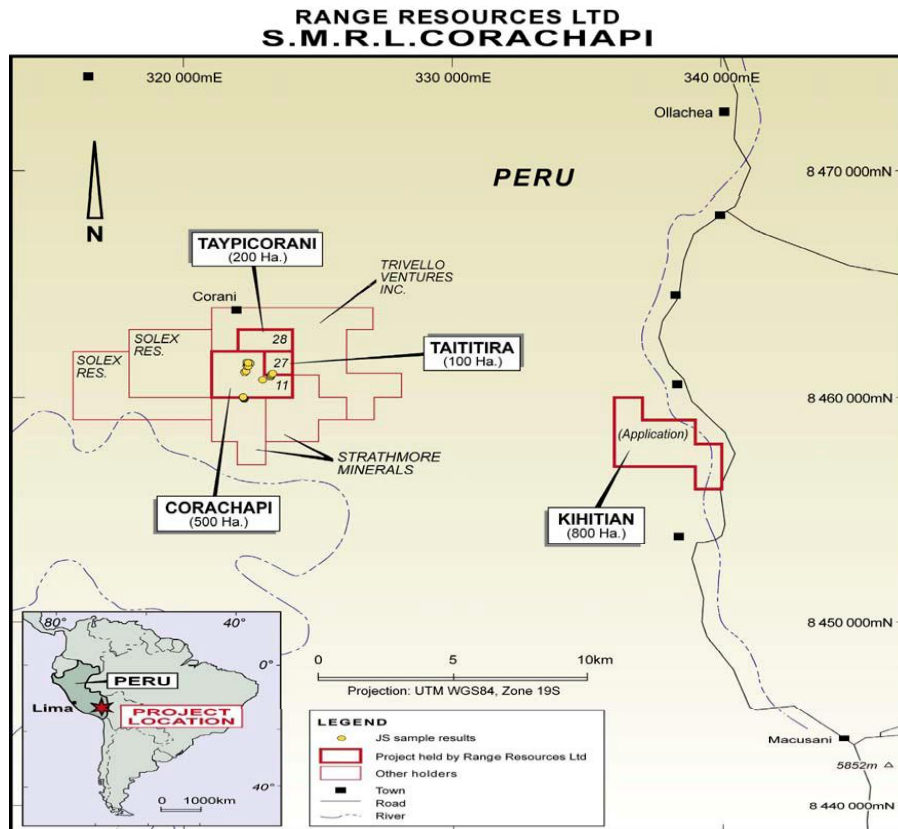 RANGE RESOURCES LTD
S.M.R.L.CORACHAPI
320 000mE
330 000mE
340 000mE
Ollachea
8 470 000mN
PERU
N
TAYPICORANI
(200 Ha.)
TRIVELLO
VENTURES
INC.
Corani
SOLEX
RES.
SOLEX
RES.
28
27
11
TAITITIRA
(100 Ha.)
8 460 000mN
(Application)
STRATHMORE
MINERALS
CORACHAPI
(500 Ha.)
KIHITIAN
(800 Ha.)
8 450 000mN
80°
40°
0°
0°
PERU
Lima
PROJECT
LOCATION
40°
40°
0 1000km
0 5 10km
Projection: UTM WGS84, Zone 19S
LEGEND
JS sample results
Project held by Range Resources Ltd
Other holders
Town
Road
River
Macusani
5852m
8 440 000mN